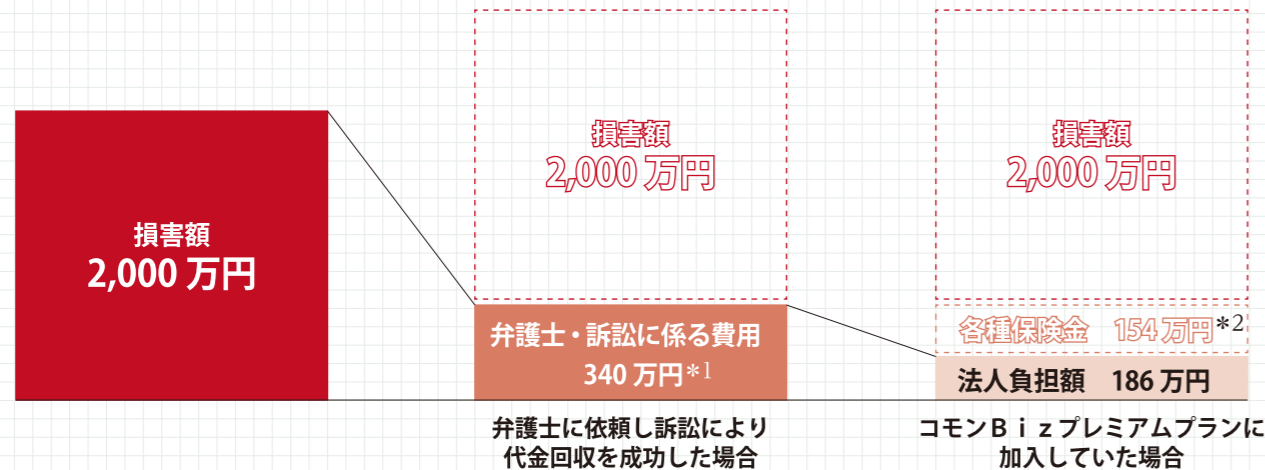 損害額
2,000 万円
損害額
2,000 万円
弁護士・訴訟に係る費用
340 万円*1
弁護士に依頼し訴訟により
代金回収を成功した場合
損害額
2,000 万円
各種保険金　154 万円*2
法人負担額　186 万円
コモンＢｉｚプレミアムプランに
加入していた場合